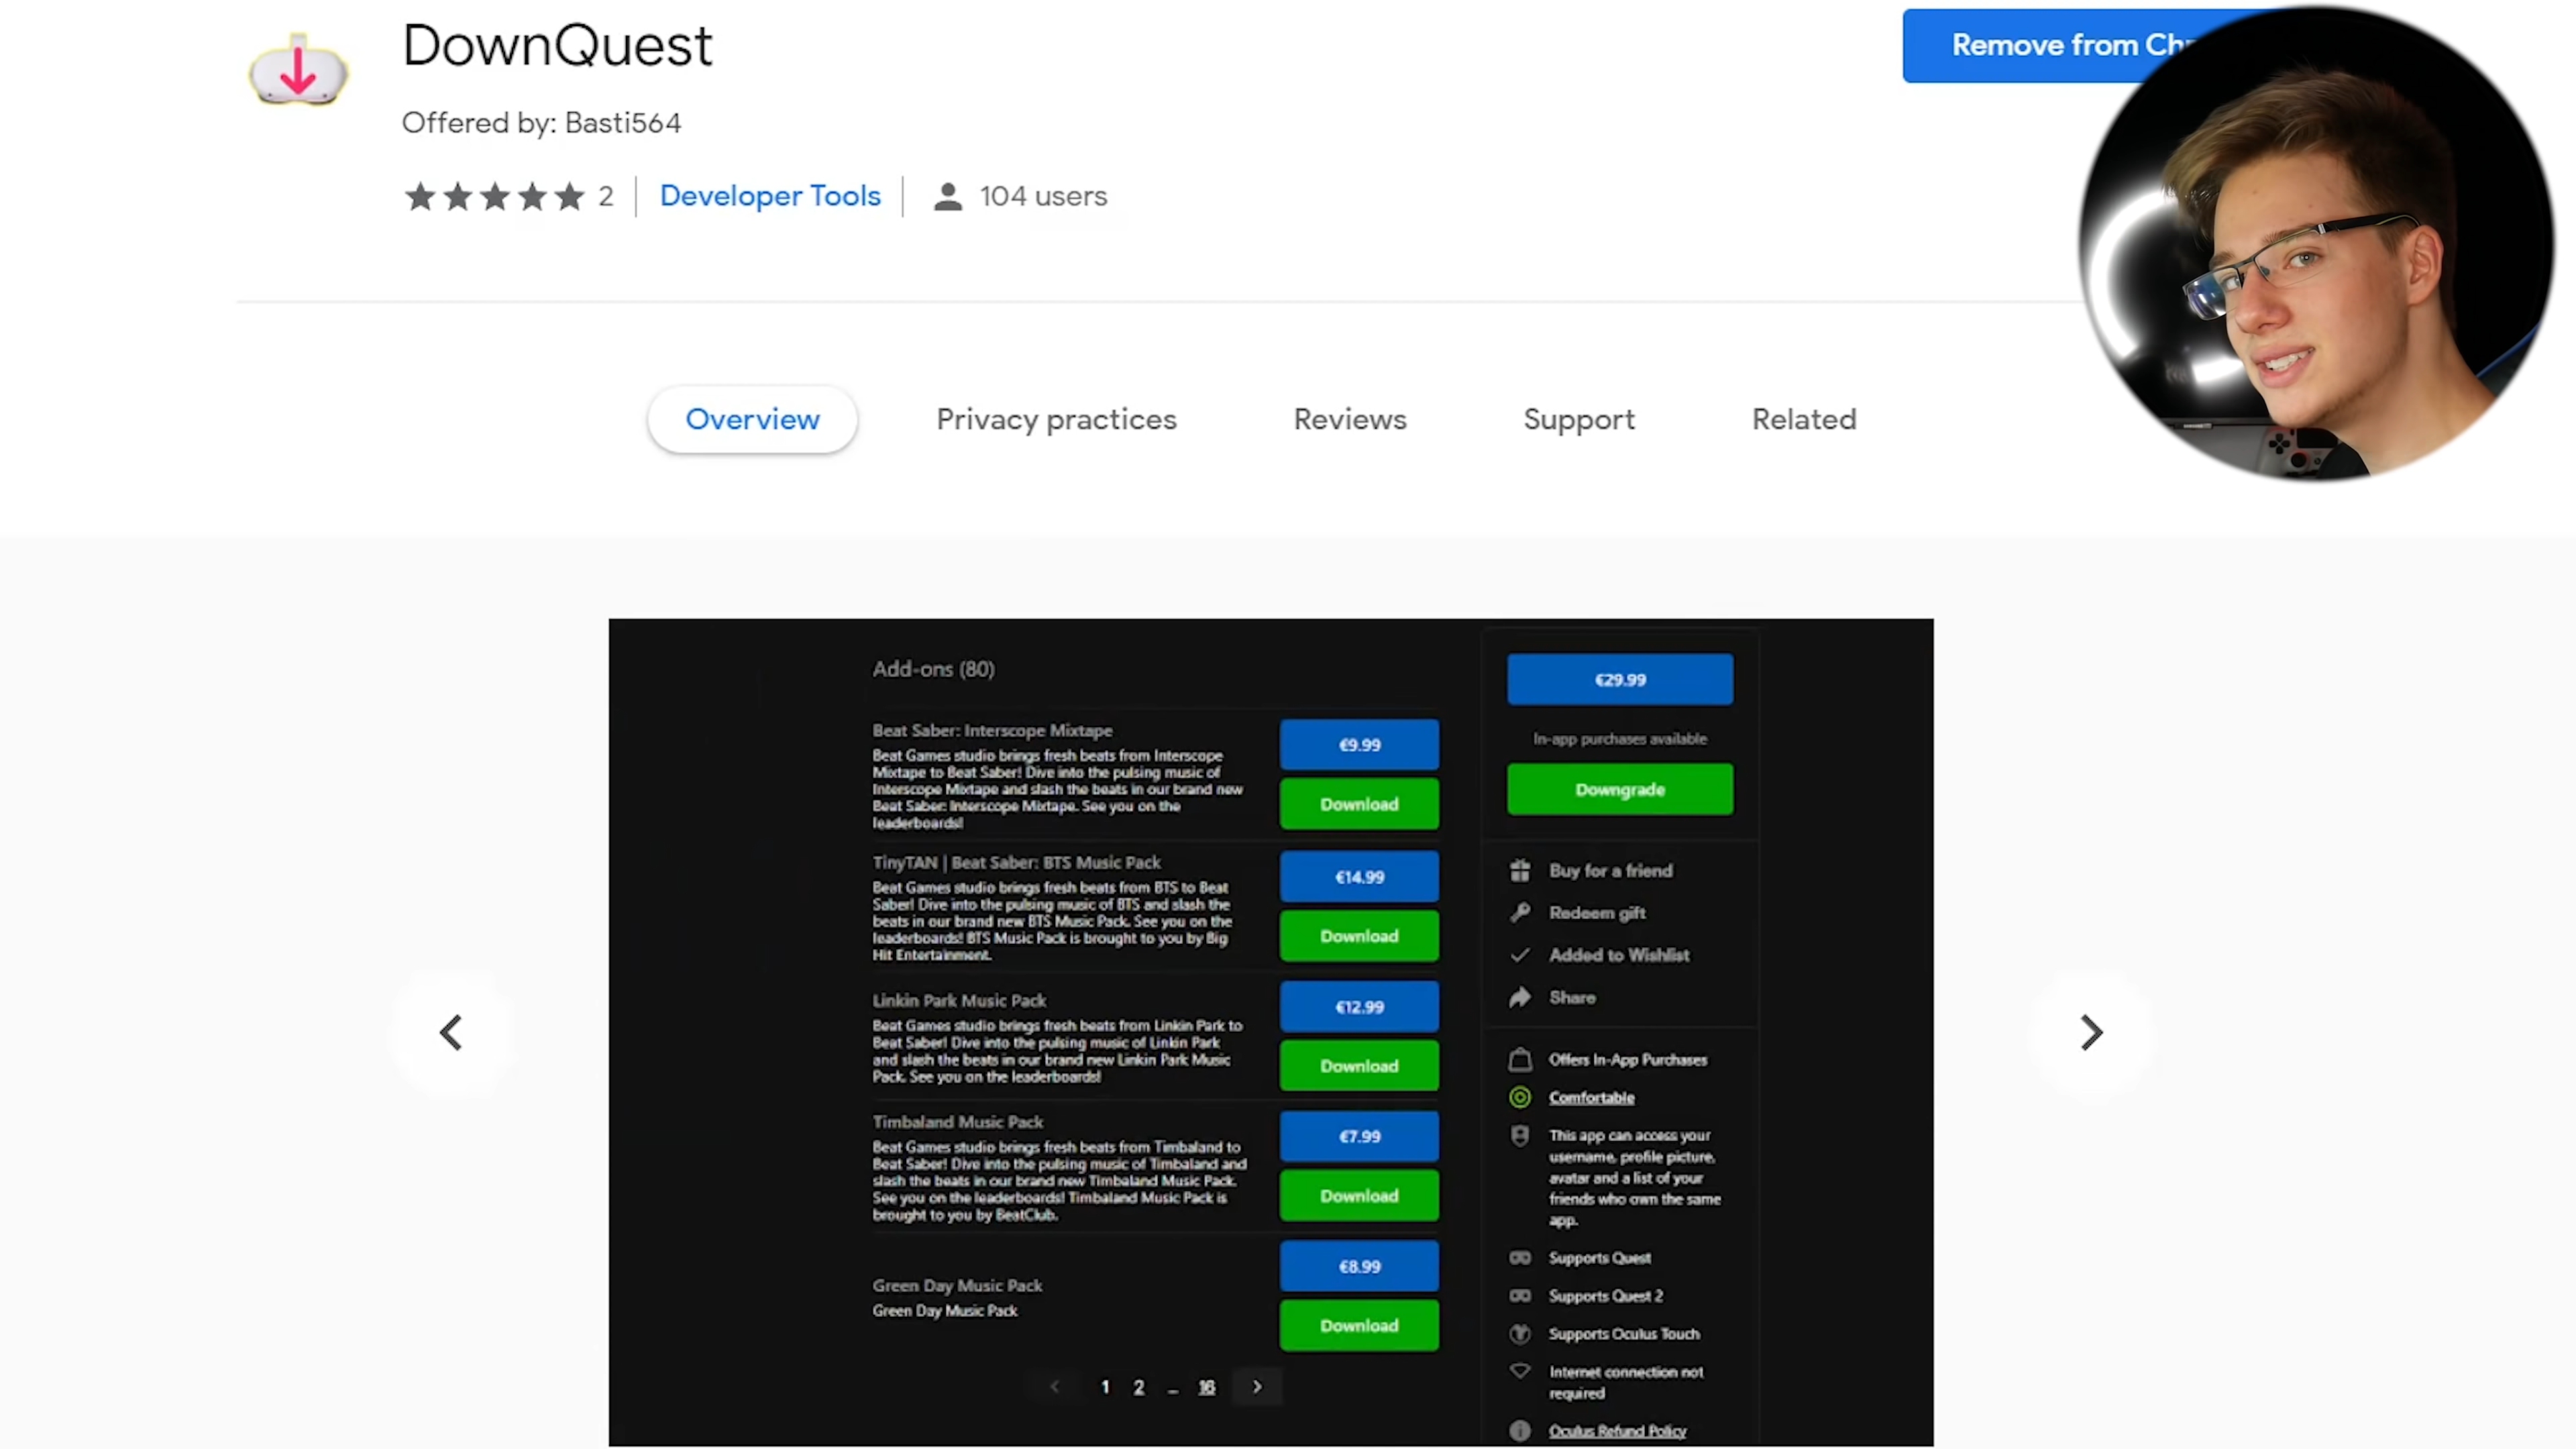 DownQuest
Remove from Ch
Offered by: Basti564
2
Developer Tools
104 users
Overview
Privacy practices
Reviews
Support
Related
Add-ons (80)
Beat Saber: Interscope Mixtape
Beat Games studio brings fresh beats from Interscope
Mixtape to Beat Saber! Dive into the pulsing music of
Interscope Mixtape and slash the beats in our brand new
Beat Saber: Interscope Mixtape. See you on the
leaderboards!
€9.99
Download
TinyTAN | Beat Saber: BTS Music Pack
Beat Games studio brings fresh beats from BTS to Beat
Saber! Dive into the pulsing music of BTS and slash the
beats in our brand new BTS Music Pack. See you on the
leaderboards! BTS Music Pack is brought to you by Big
Hit Entertainment.
€14.99
Download
Linkin Park Music Pack
Beat Games studio brings fresh beats from Linkin Park to
Beat Saber! Dive into the pulsing music of Linkin Park
and slash the beats in our brand new Linkin Park Music
Pack. See you on the leaderboards!
€12.99
Download
Timbaland Music Pack
Beat Games studio brings fresh beats from Timbaland to
Beat Saber! Dive into the pulsing music of Timbaland and
slash the beats in our brand new Timbaland Music Pack.
See you on the leaderboards! Timbaland Music Pack is
brought to you by BeatClub.
€7.99
Download
Green Day Music Pack
Green Day Music Pack
€8.99
Download
1 2 ... 16
€29.99
In-app purchases available
Downgrade
Buy for a friend
Redeem gift
Added to Wishlist
Share
Offers In-App Purchases
Comfortable
This app can access your
username, profile picture,
avatar and a list of your
friends who own the same
app.
Supports Quest
Supports Quest 2
Supports Oculus Touch
Internet connection not
required
Oculus Refund Policy